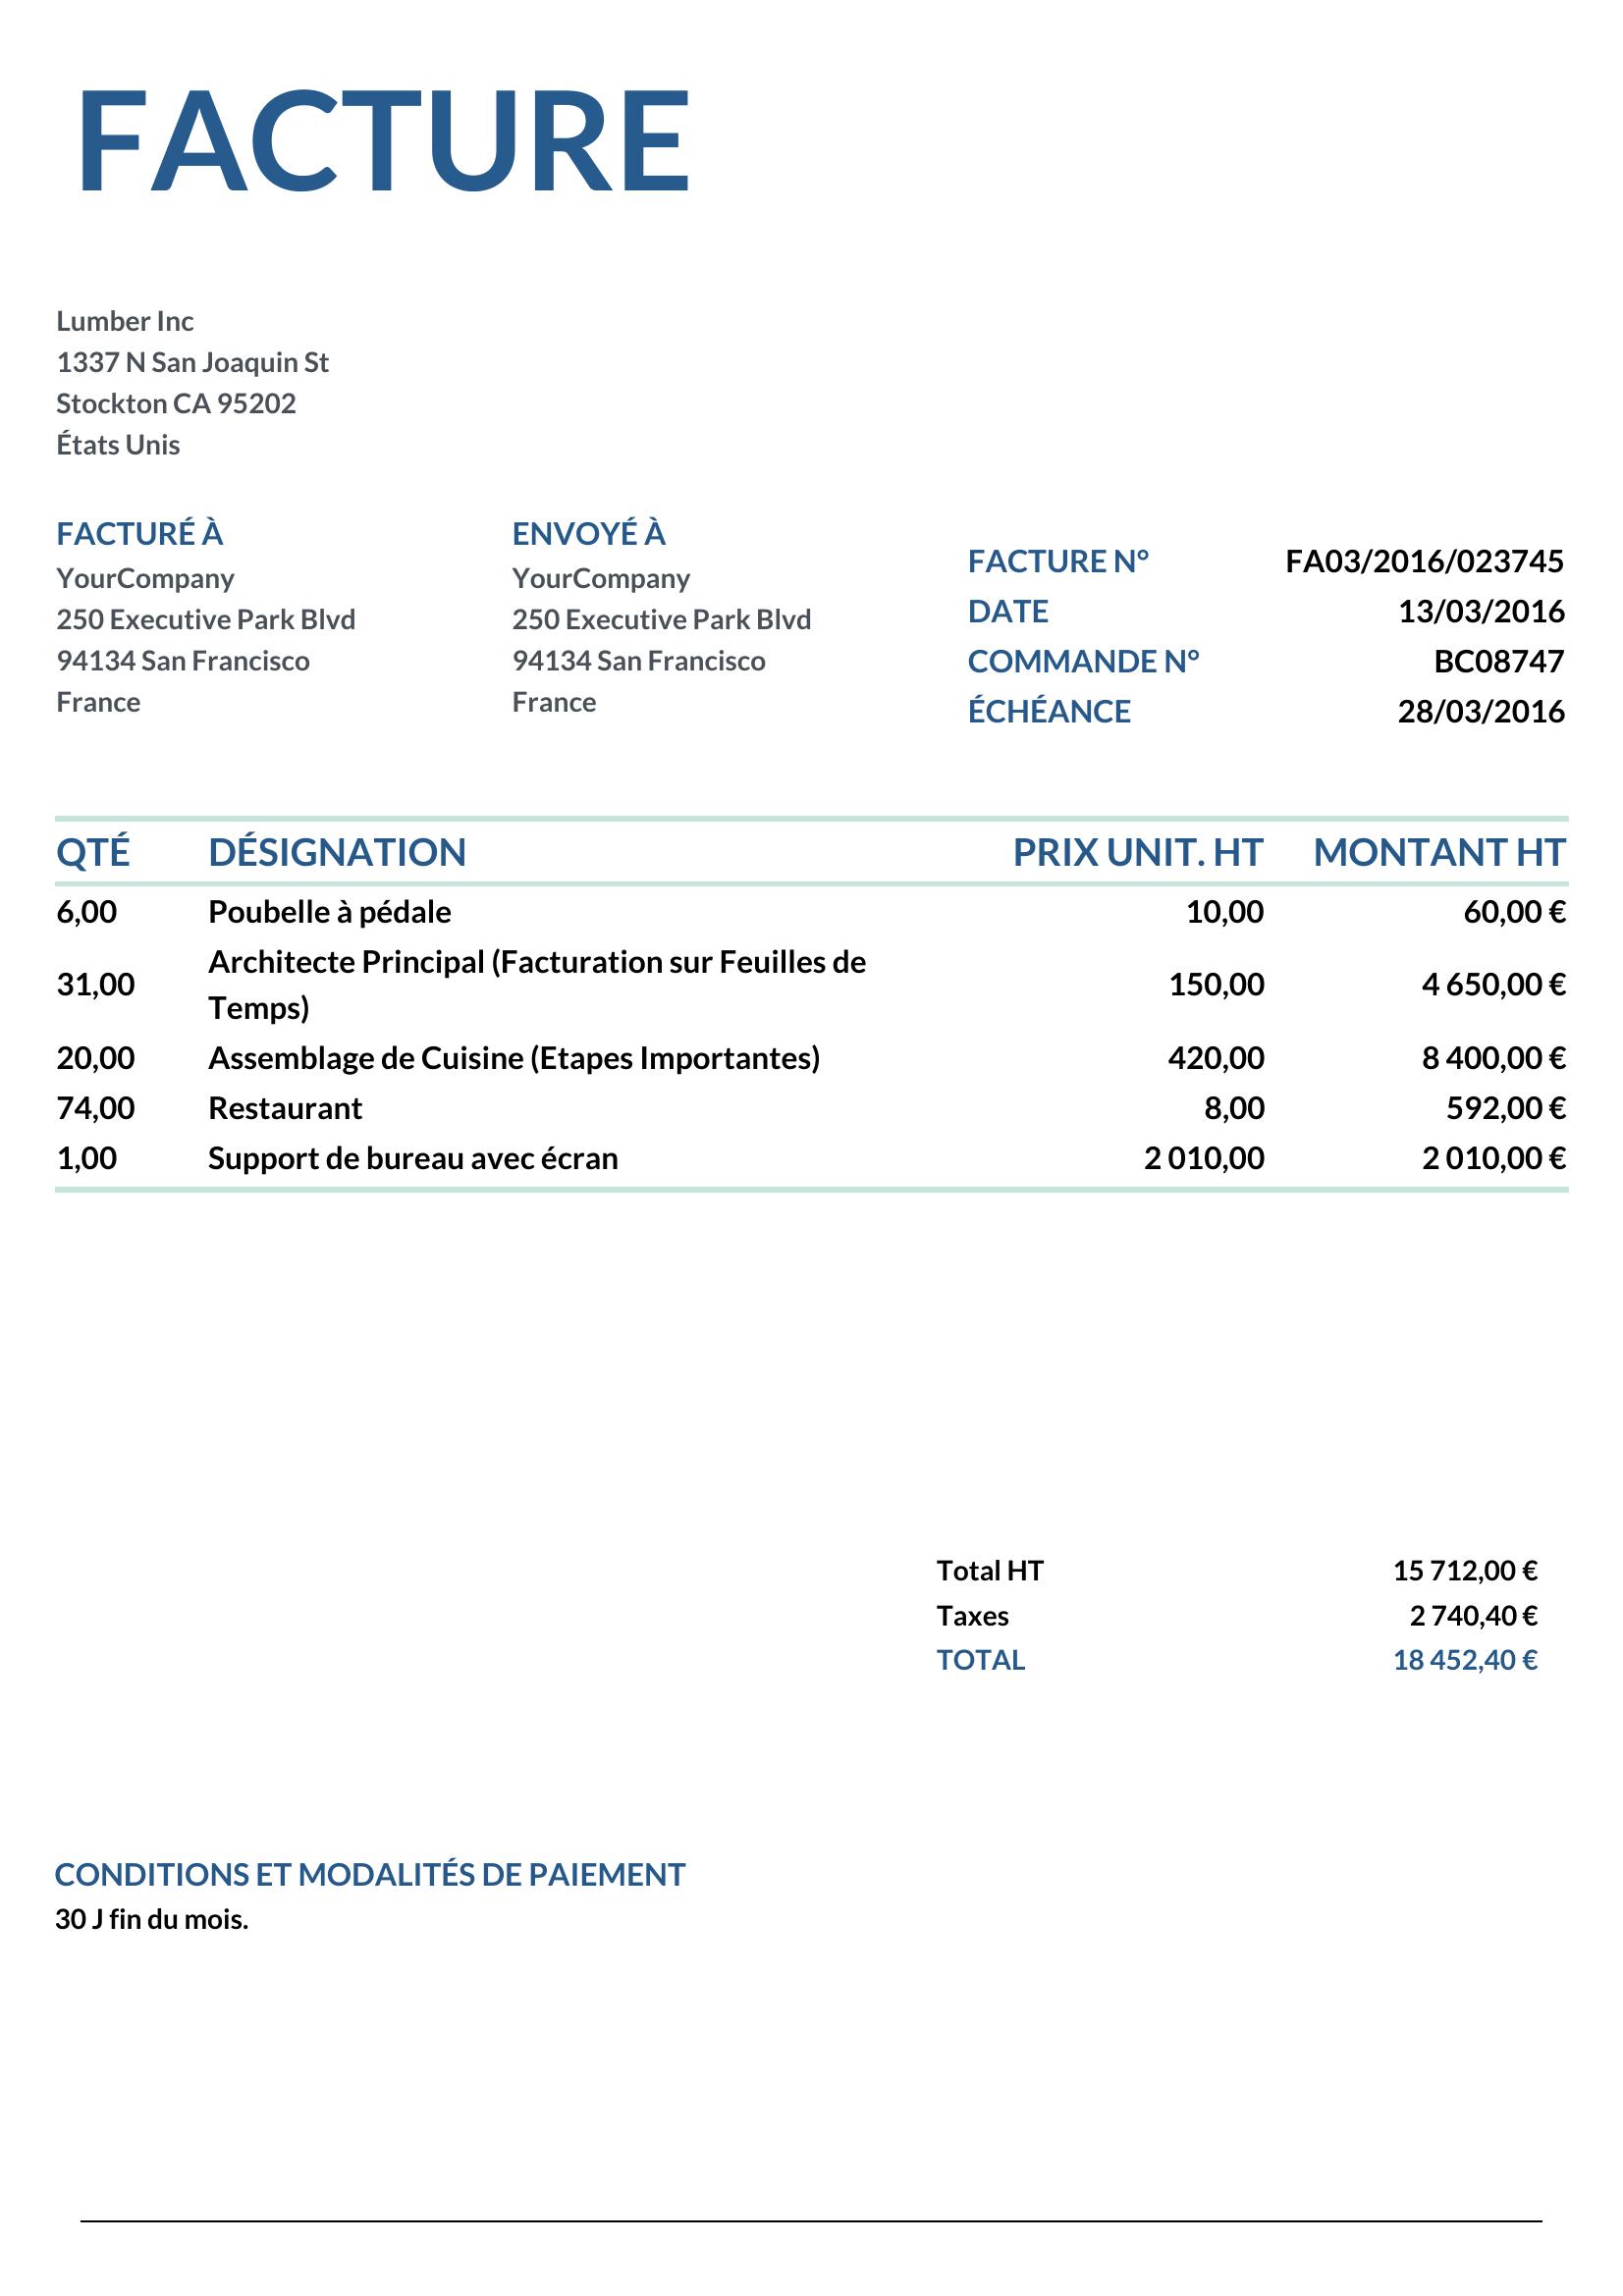 FACTURE
Lumber Inc
1337 N San Joaquin St
Stockton CA 95202
États Unis
FACTURÉ À
YourCompany
250 Executive Park Blvd
94134 San Francisco
France
ENVOYÉ À
YourCompany
250 Executive Park Blvd
94134 San Francisco
France
FACTURE N° FA03/2016/023745
DATE 13/03/2016
COMMANDE N° BC08747
ÉCHÉANCE 28/03/2016
QTÉ DÉSIGNATION PRIX UNIT. HT MONTANT HT
6,00 Poubelle à pédale 10,00 60,00 €
31,00 Architecte Principal (Facturation sur Feuilles de
Temps) 150,00 4 650,00 €
20,00 Assemblage de Cuisine (Etapes Importantes) 420,00 8 400,00 €
74,00 Restaurant 8,00 592,00 €
1,00 Support de bureau avec écran 2 010,00 2 010,00 €
Total HT 15 712,00 €
Taxes 2 740,40 €
TOTAL 18 452,40 €
CONDITIONS ET MODALITÉS DE PAIEMENT
30 J fin du mois.